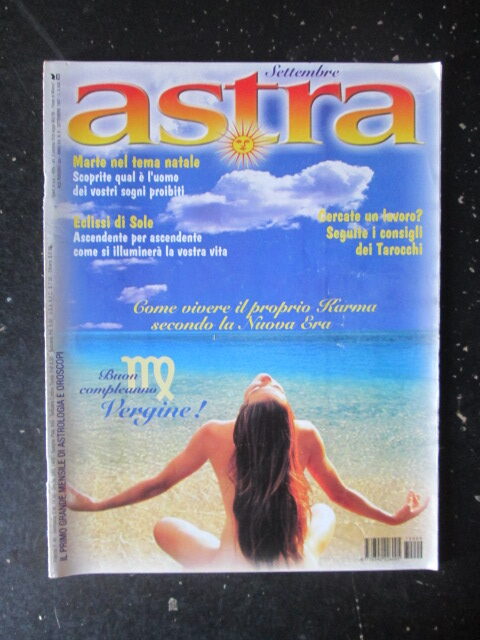 Settembre
astra
Marte nel tema natale
Scoprite qual è l'uomo
dei vostri sogni proibiti
Eclissi di Sole
Ascendente per ascendente
come si illuminerà la vostra vita
Cercate un lavoro?
Seguite i consigli
dei Tarocchi
Come vivere il proprio Karma
secondo la Nuova Era
Buon
compleanno
Vergine!
IL PRIMO GRANDE MENSILE DI ASTROLOGIA E OROSCOPI